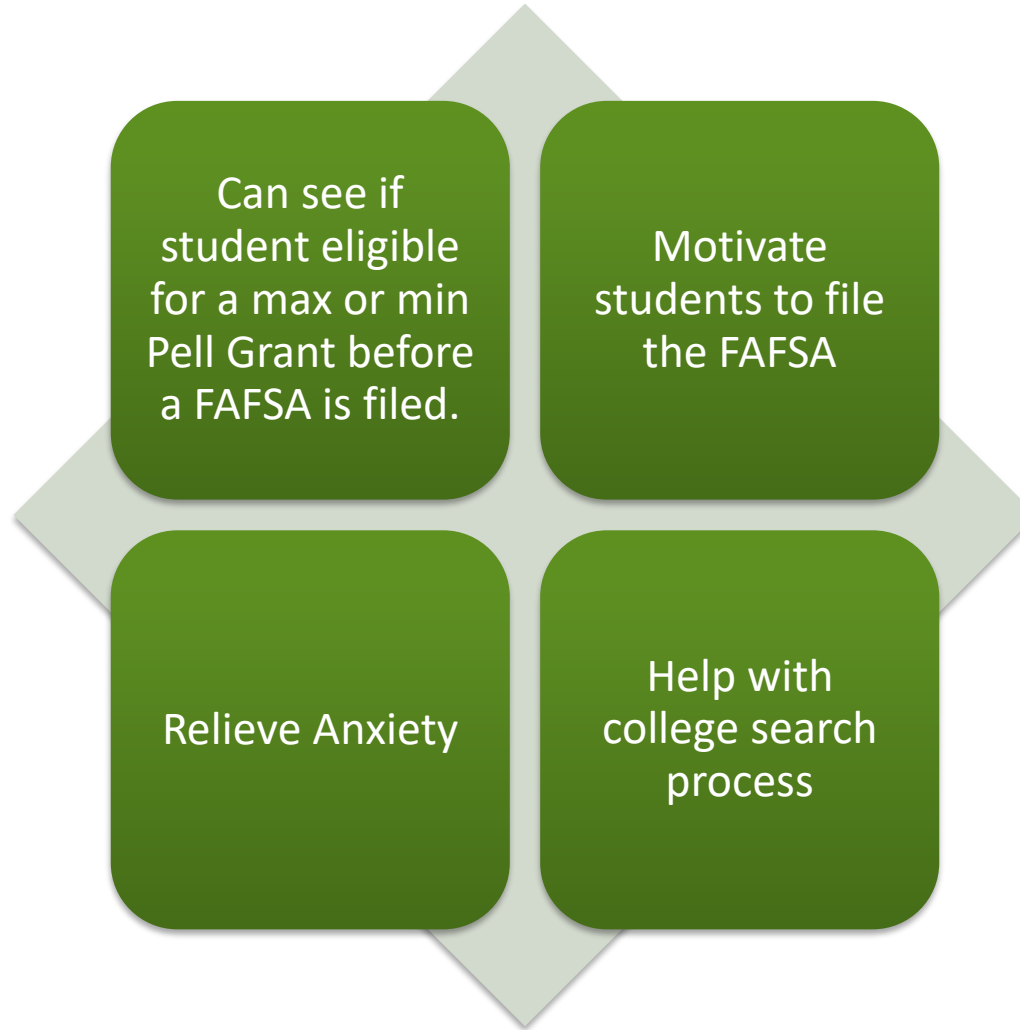 Can see if
student eligible
for a max or min
Pell Grant before
a FAFSA is filed.
Motivate
students to file
the FAFSA
Relieve Anxiety
Help with
college search
process